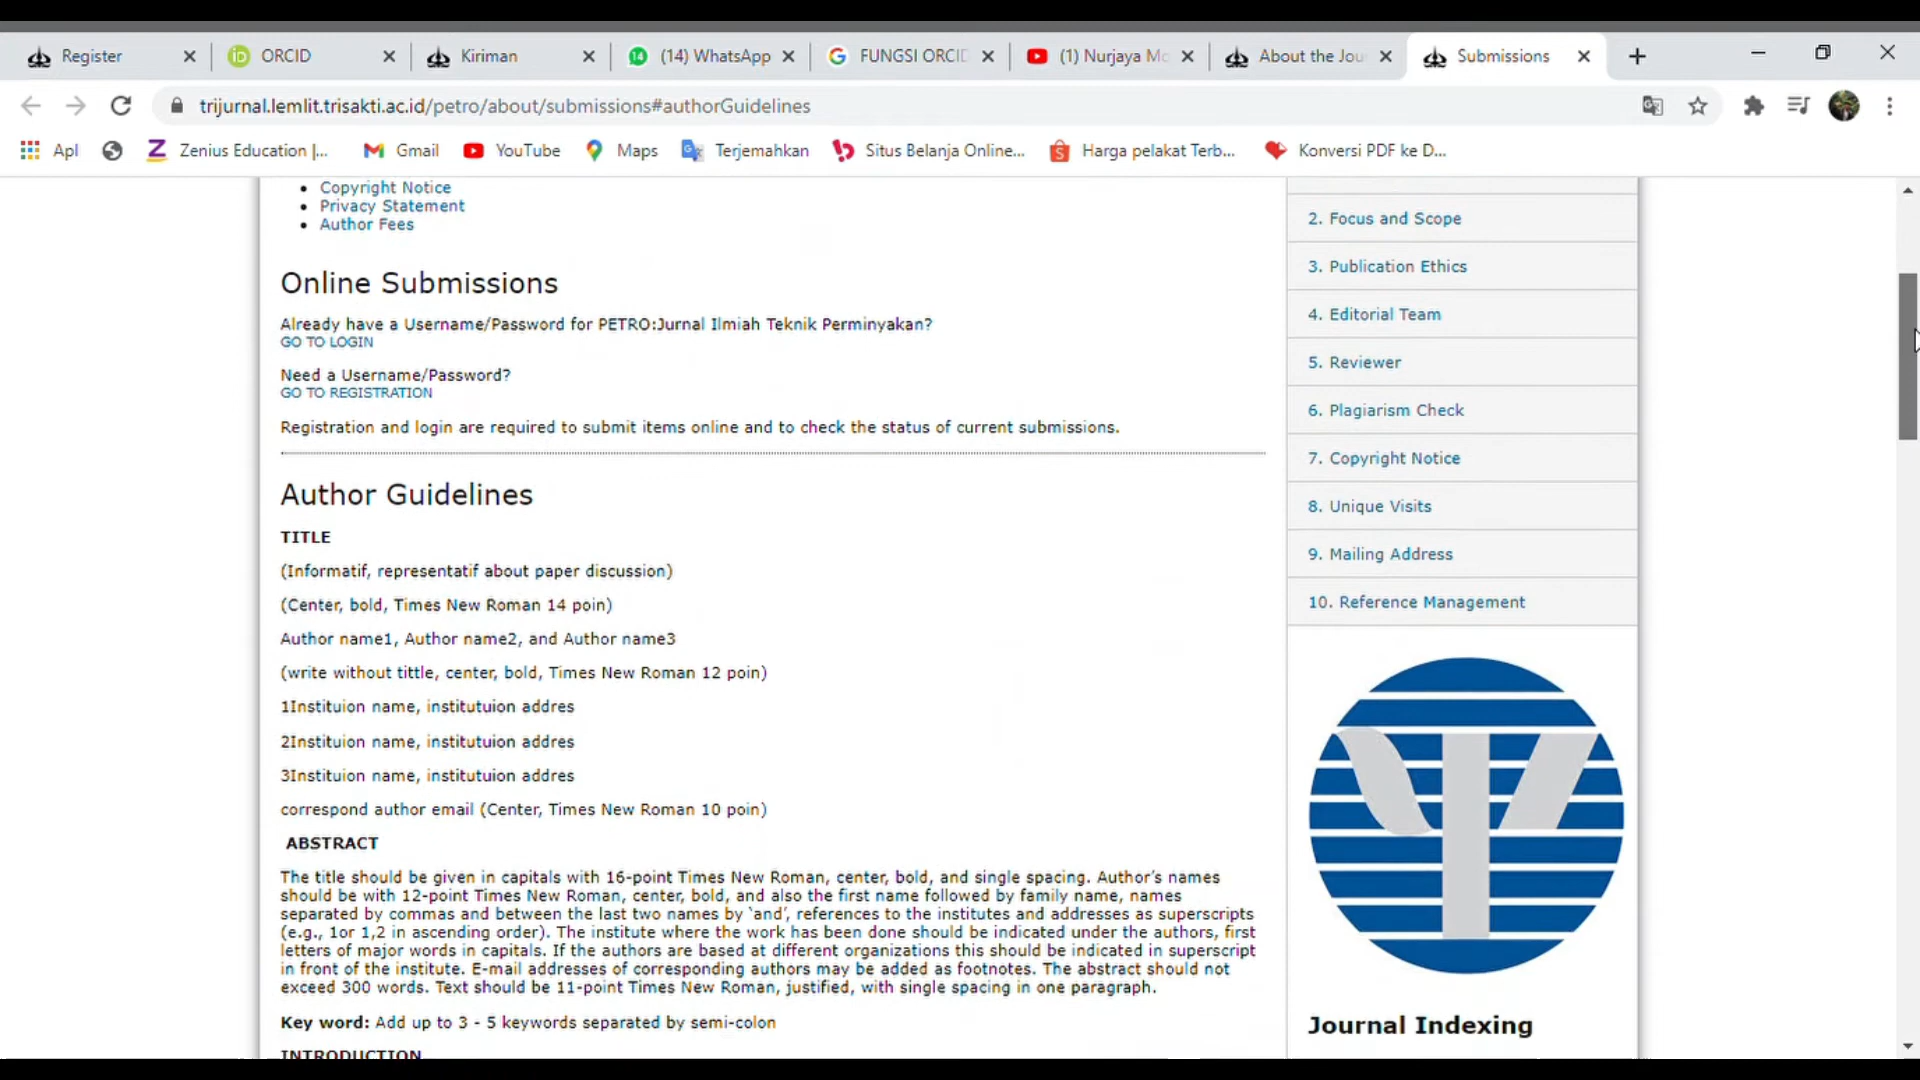 Register
ORCID
Kiriman
14
(14) WhatsApp
FUNGSI ORCID
(1) Nurjaya Mo
About the Jou
Submissions
trijournal.lemlit.trisakti.ac.id/petro/about/submissions#authorGuidelines
Apl
Zenius Education |...
Gmail
YouTube
Maps
Terjemahkan
Situs Belanja Online...
Harga pelakat Terb...
Konversi PDF ke D...
Copyright Notice
Privacy Statement
Author Fees
Online Submissions
Already have a Username/Password for PETRO:Jurnal Ilmiah Teknik Perminyakan?
GO TO LOGIN
Need a Username/Password?
GO TO REGISTRATION
Registration and login are required to submit items online and to check the status of current submissions.
Author Guidelines
TITLE
(Informatif, representatif about paper discussion)
(Center, bold, Times New Roman 14 poin)
Author name1, Author name2, and Author name3
(write without tittle, center, bold, Times New Roman 12 poin)
1Instituion name, institutuion addres
2Instituion name, institutuion addres
3Instituion name, institutuion addres
correspond author email (Center, Times New Roman 10 poin)
ABSTRACT
The title should be given in capitals with 16-point Times New Roman, center, bold, and single spacing. Author’s names
should be with 12-point Times New Roman, center, bold, and also the first name followed by family name, names
separated by commas and between the last two names by ‘and’, references to the institutes and addresses as superscripts
(e.g., 1or 1,2 in ascending order). The institute where the work has been done should be indicated under the authors, first
letters of major words in capitals. If the authors are based at different organizations this should be indicated in superscript
in front of the institute. E-mail addresses of corresponding authors may be added as footnotes. The abstract should not
exceed 300 words. Text should be 11-point Times New Roman, justified, with single spacing in one paragraph.
Key word: Add up to 3 - 5 keywords separated by semi-colon
INTRODUCTION
2. Focus and Scope
3. Publication Ethics
4. Editorial Team
5. Reviewer
6. Plagiarism Check
7. Copyright Notice
8. Unique Visits
9. Mailing Address
10. Reference Management
Journal Indexing